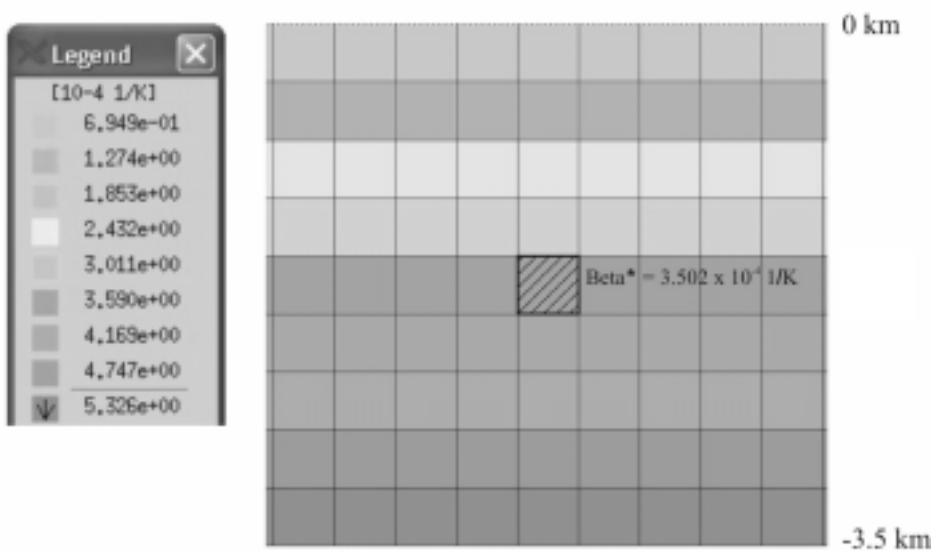 Legend
[10-4 1/K]
6.949e-01
1.274e+00
1.853e+00
2.432e+00
3.011e+00
3.590e+00
4.169e+00
4.747e+00
5.326e+00
0 km
Beta* = 3.502 x 10⁻⁴ 1/K
-3.5 km